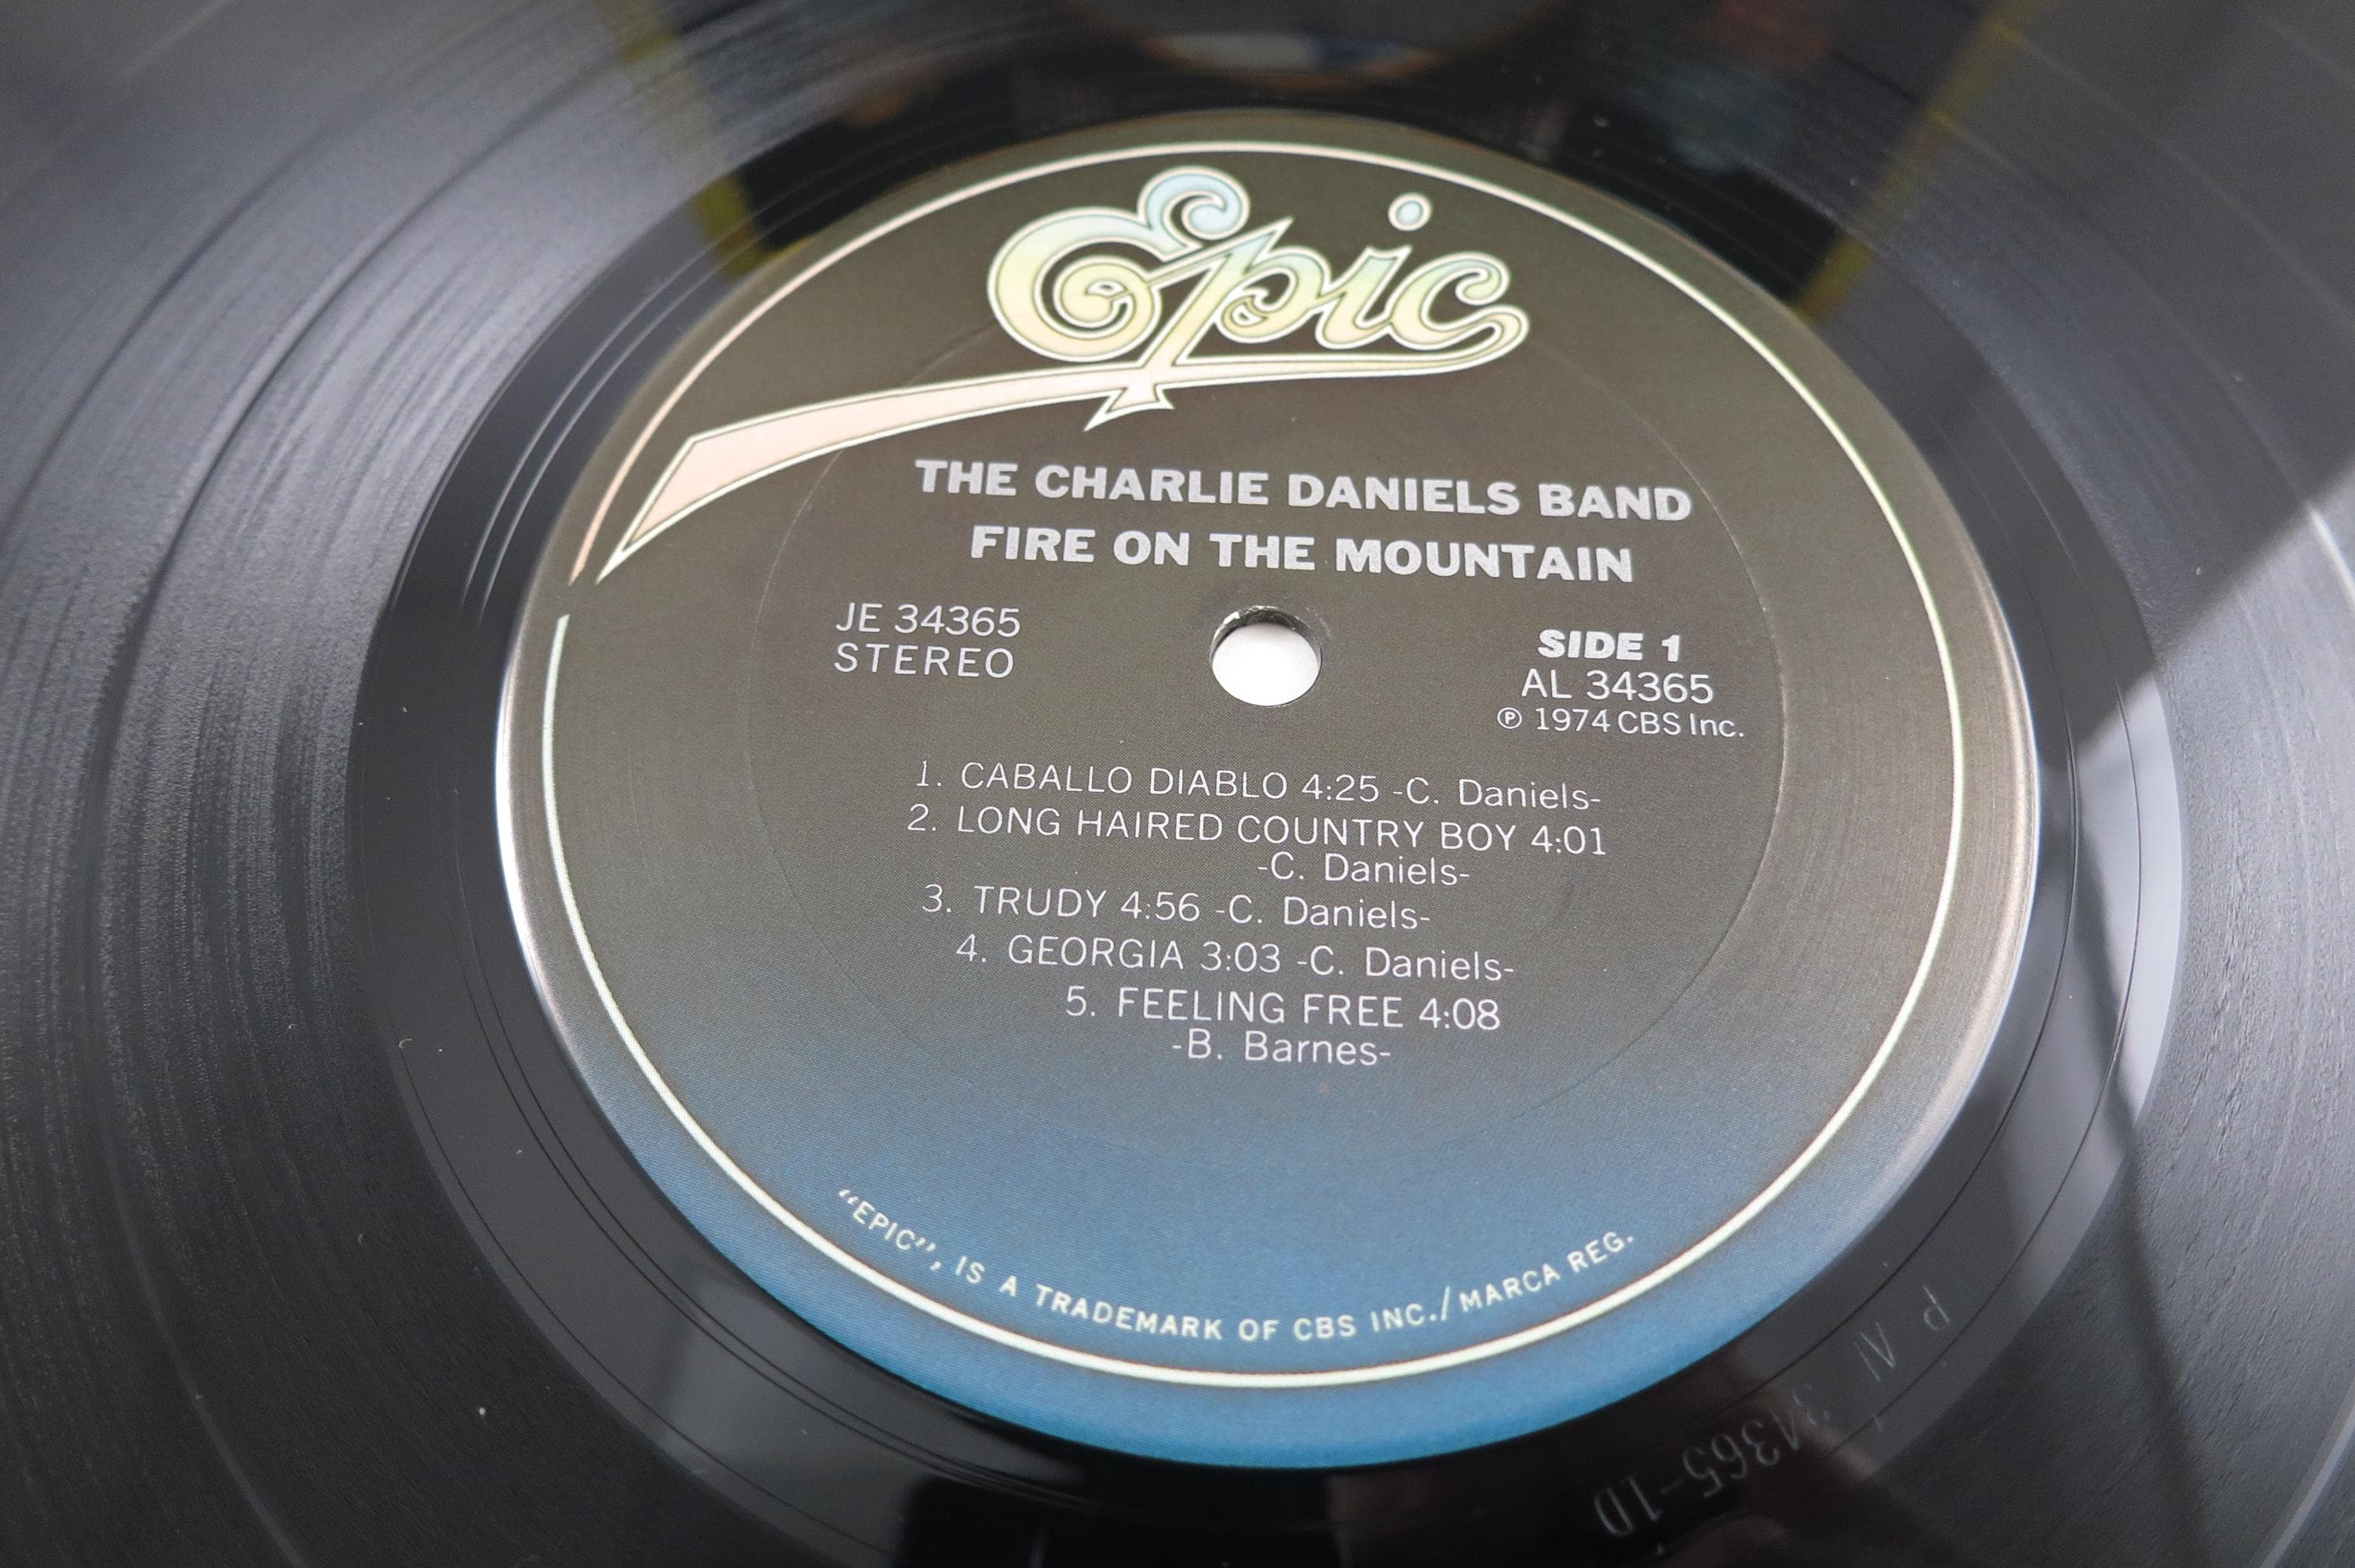 Epic
THE CHARLIE DANIELS BAND
FIRE ON THE MOUNTAIN
JE 34365
STEREO
SIDE 1
AL 34365
Ⓟ 1974 CBS Inc.
1. CABALLO DIABLO 4:25 -C. Daniels-
2. LONG HAIRED COUNTRY BOY 4:01
-C. Daniels-
3. TRUDY 4:56 -C. Daniels-
4. GEORGIA 3:03 -C. Daniels-
5. FEELING FREE 4:08
-B. Barnes-
“EPIC”, IS A TRADEMARK OF CBS INC./MARCA REG.
P AL 34365-1D